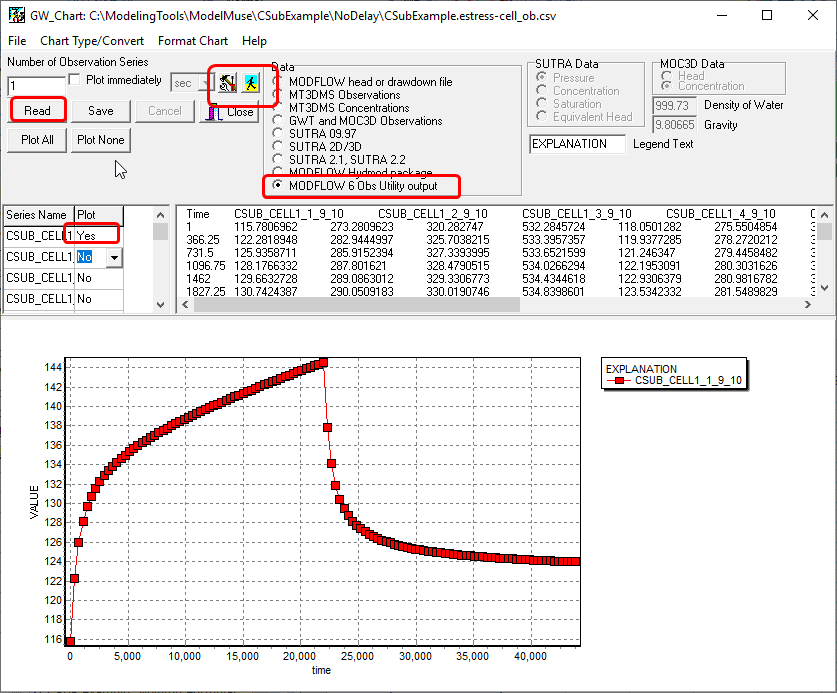 GW_Chart: C:\ModelingTools\ModelMuse\CSubExample\NoDelay\CSubExample.estress-cell_ob.csv
File Chart Type/Convert Format Chart Help
Number of Observation Series
1
Plot immediately
sec
Read
Save
Cancel
Close
Plot All
Plot None
Data
MODFLOW head or drawdown file
MT3DMS Observations
MT3DMS Concentrations
GWT and MOC3D Observations
SUTRA 09.97
SUTRA 2D/3D
SUTRA 2.1, SUTRA 2.2
MODFLOW Hydmod package
MODFLOW 6 Obs Utility output
SUTRA Data
Pressure
Concentration
Saturation
Equivalent Head
MOC3D Data
Head
Concentration
999.73 Density of Water
9.80665 Gravity
EXPLANATION Legend Text
Series Name Plot
CSUB_CELL1 Yes
CSUB_CELL1 No
CSUB_CELL1 No
CSUB_CELL1 No
Time CSUB_CELL1_1_9_10 CSUB_CELL1_2_9_10 CSUB_CELL1_3_9_10 CSUB_CELL1_4_9_10
1 115.7806962 273.2809623 320.282747 532.2845724 118.0501282 275.5504854
366.25 122.2818948 282.9444997 325.7038215 533.3957357 119.9377285 278.2720212
731.5 125.9358711 285.9152394 327.3393995 533.6521599 121.246347 279.4458482
1096.75 128.1766332 287.801621 328.4790515 534.0266294 122.1953091 280.3031626
1462 129.6632728 289.0863012 329.3306773 534.4344618 122.9306379 280.9816782
1827.25 130.7424387 290.0509183 330.0190746 534.8398601 123.5342332 281.5489829
144
142
140
138
136
134
132
130
128
126
124
122
120
118
116
VALUE
0 5,000 10,000 15,000 20,000 25,000 30,000 35,000 40,000
time
EXPLANATION
CSUB_CELL1_1_9_10